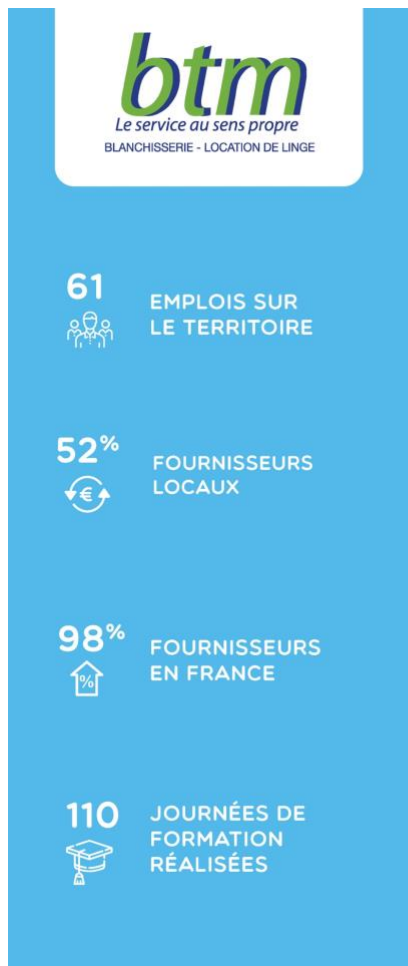 btm
Le service au sens propre
BLANCHISSERIE - LOCATION DE LINGE
61
EMPLOIS SUR
LE TERRITOIRE
52%
€
FOURNISSEURS
LOCAUX
98%
%
FOURNISSEURS
EN FRANCE
110
JOURNÉES DE
FORMATION
RÉALISÉES